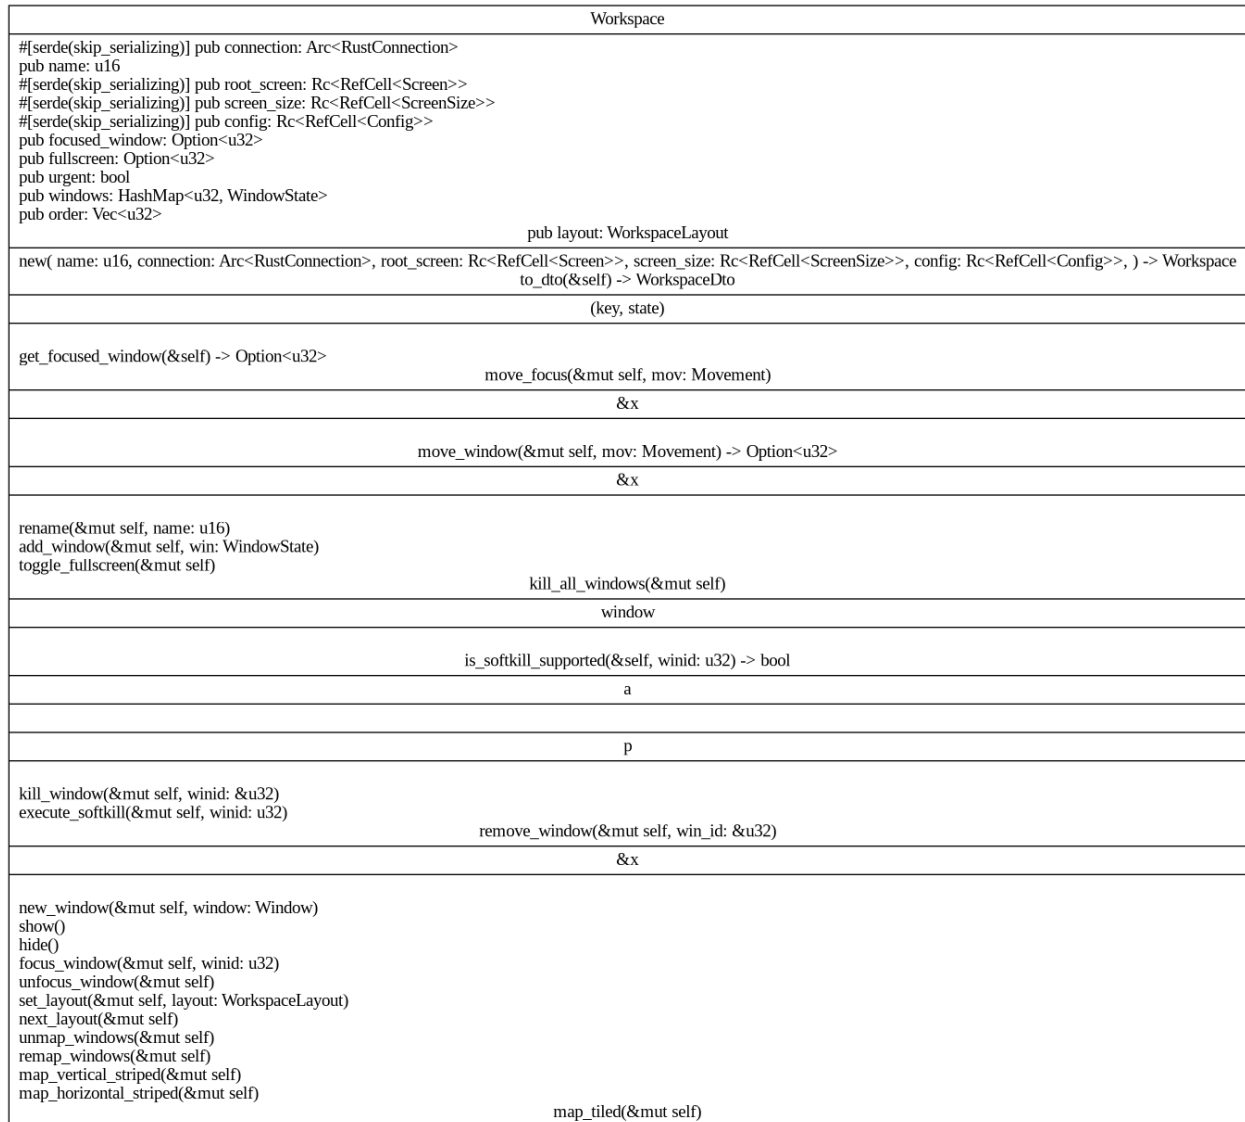 Workspace
#[serde(skip_serializing)] pub connection: Arc<RustConnection>
pub name: u16
#[serde(skip_serializing)] pub root_screen: Rc<RefCell<Screen>>
#[serde(skip_serializing)] pub screen_size: Rc<RefCell<ScreenSize>>
#[serde(skip_serializing)] pub config: Rc<RefCell<Config>>
pub focused_window: Option<u32>
pub fullscreen: Option<u32>
pub urgent: bool
pub windows: HashMap<u32, WindowState>
pub order: Vec<u32>
pub layout: WorkspaceLayout
new( name: u16, connection: Arc<RustConnection>, root_screen: Rc<RefCell<Screen>>, screen_size: Rc<RefCell<ScreenSize>>, config: Rc<RefCell<Config>>, ) -> Workspace
to_dto(&self) -> WorkspaceDto
(key, state)
get_focused_window(&self) -> Option<u32>
move_focus(&mut self, mov: Movement)
&x
move_window(&mut self, mov: Movement) -> Option<u32>
&x
rename(&mut self, name: u16)
add_window(&mut self, win: WindowState)
toggle_fullscreen(&mut self)
kill_all_windows(&mut self)
window
is_softkill_supported(&self, winid: u32) -> bool
a
p
kill_window(&mut self, winid: &u32)
execute_softkill(&mut self, winid: u32)
remove_window(&mut self, win_id: &u32)
&x
new_window(&mut self, window: Window)
show()
hide()
focus_window(&mut self, winid: u32)
unfocus_window(&mut self)
set_layout(&mut self, layout: WorkspaceLayout)
next_layout(&mut self)
unmap_windows(&mut self)
remap_windows(&mut self)
map_vertical_striped(&mut self)
map_horizontal_striped(&mut self)
map_tiled(&mut self)